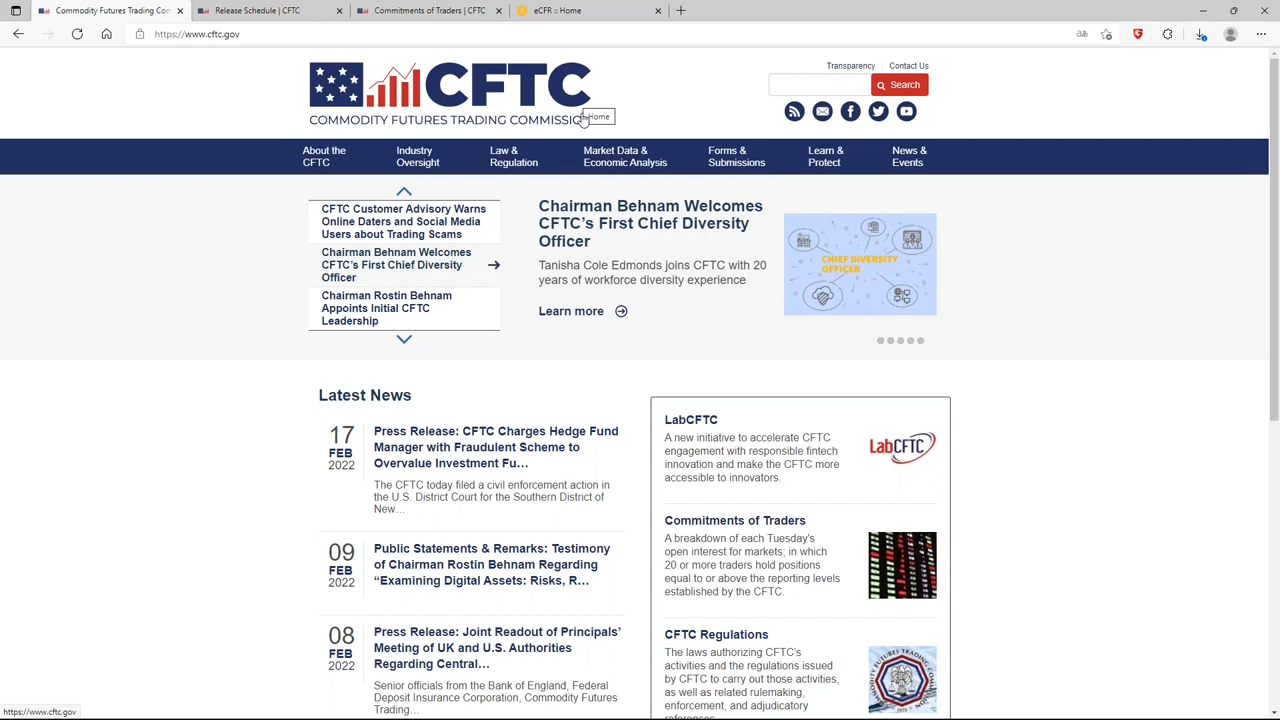 Commodity Futures Trading Com
Release Schedule | CFTC
Commitments of Traders | CFTC
eCFR :: Home
https://www.cftc.gov
Transparency
Contact Us
CFTC
COMMODITY FUTURES TRADING COMMISSION
Home
Search
About the
CFTC
Industry
Oversight
Law &
Regulation
Market Data &
Economic Analysis
Forms &
Submissions
Learn &
Protect
News &
Events
CFTC Customer Advisory Warns
Online Daters and Social Media
Users about Trading Scams
Chairman Behnam Welcomes
CFTC's First Chief Diversity
Officer
Chairman Rostin Behnam
Appoints Initial CFTC
Leadership
Chairman Behnam Welcomes
CFTC's First Chief Diversity
Officer
Tanisha Cole Edmonds joins CFTC with 20
years of workforce diversity experience
Learn more
CHIEF DIVERSITY
OFFICER
Latest News
17
FEB
2022
Press Release: CFTC Charges Hedge Fund
Manager with Fraudulent Scheme to
Overvalue Investment Fu…
The CFTC today filed a civil enforcement action in
the U.S. District Court for the Southern District of
New…
09
FEB
2022
Public Statements & Remarks: Testimony
of Chairman Rostin Behnam Regarding
“Examining Digital Assets: Risks, R…
08
FEB
2022
Press Release: Joint Readout of Principals’
Meeting of UK and U.S. Authorities
Regarding Central…
Senior officials from the Bank of England, Federal
Deposit Insurance Corporation, Commodity Futures
Trading…
LabCFTC
A new initiative to accelerate CFTC
engagement with responsible fintech
innovation and make the CFTC more
accessible to innovators.
LabCFTC
Commitments of Traders
A breakdown of each Tuesday's
open interest for markets; in which
20 or more traders hold positions
equal to or above the reporting levels
established by the CFTC.
CFTC Regulations
The laws authorizing CFTC's
activities and the regulations issued
by CFTC to carry out those activities,
as well as related rulemaking,
enforcement, and adjudicatory
references.
https://www.cftc.gov